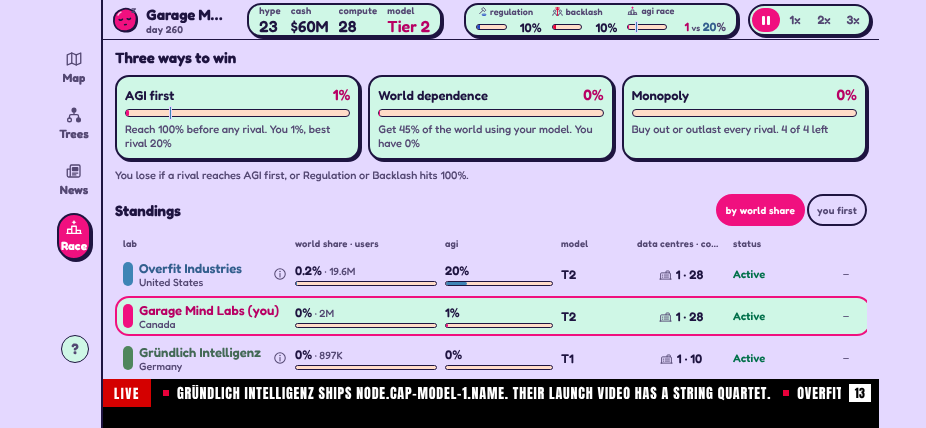 Garage M...
day 260
hype cash compute model
23 $60M 28 Tier 2
regulation backlash agi race
10% 10% 1 vs 20%
1x 2x 3x
Map
Trees
News
Race
?
Three ways to win
AGI first 1%
Reach 100% before any rival. You 1%, best
rival 20%
World dependence 0%
Get 45% of the world using your model. You
have 0%
Monopoly 0%
Buy out or outlast every rival. 4 of 4 left
You lose if a rival reaches AGI first, or Regulation or Backlash hits 100%.
Standings
by world share you first
lab world share · users agi model data centres · co... status
Overfit Industries 0.2% · 19.6M 20% T2 1 · 28 Active –
United States
Garage Mind Labs (you) 0% · 2M 1% T2 1 · 28 Active –
Canada
Gründlich Intelligenz 0% · 897K 0% T1 1 · 10 Active –
Germany
LIVE GRÜNDLICH INTELLIGENZ SHIPS NODE.CAP-MODEL-1.NAME. THEIR LAUNCH VIDEO HAS A STRING QUARTET. OVERFIT 13